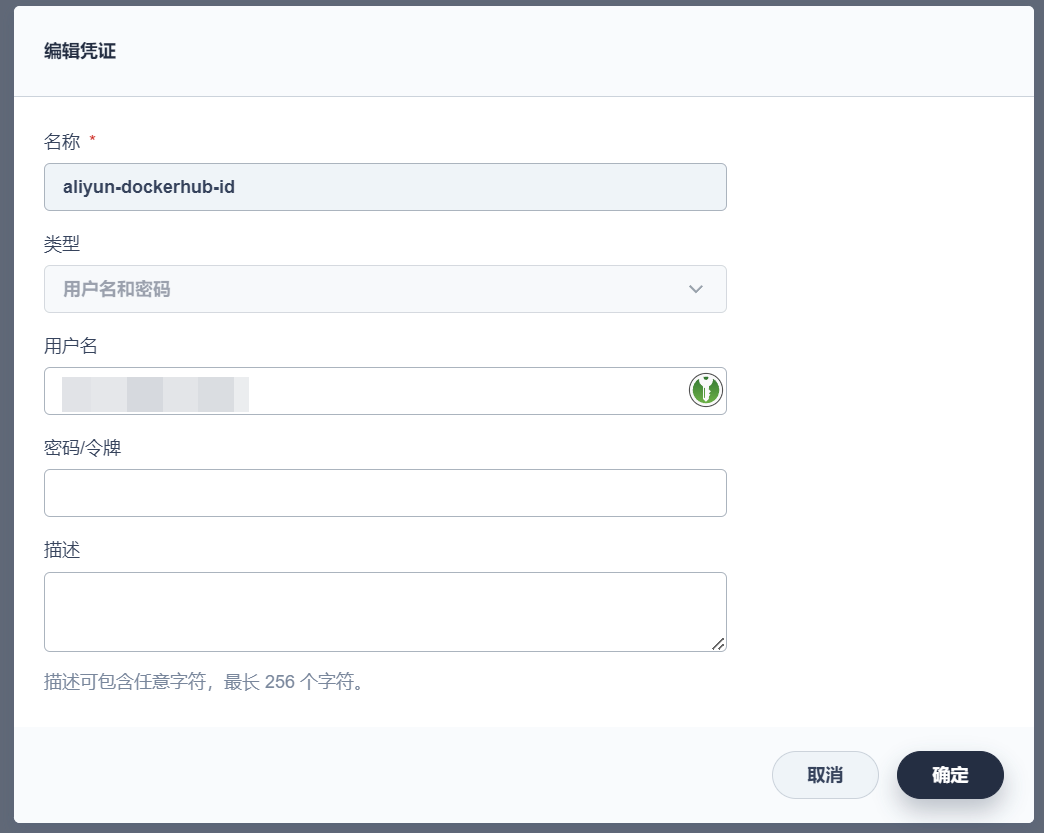 编辑凭证
名称 *
aliyun-dockerhub-id
类型
用户名和密码
用户名
密码/令牌
描述
描述可包含任意字符，最长 256 个字符。
取消
确定